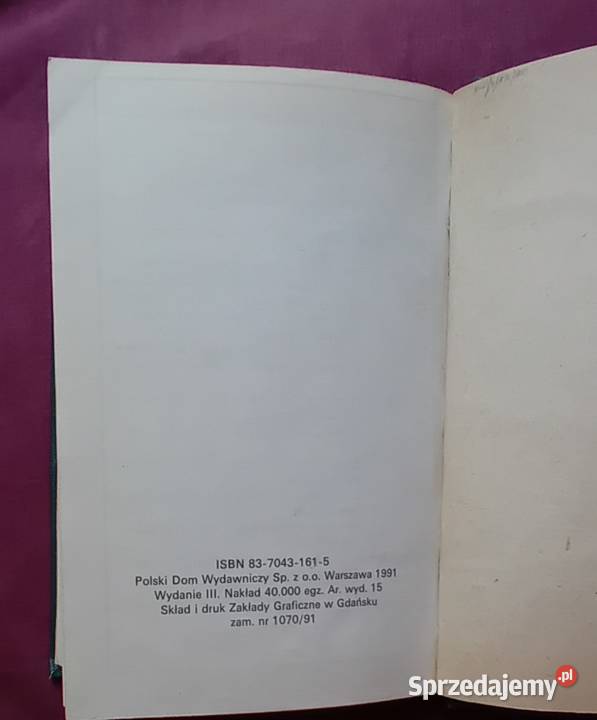 ISBN 83-7043-161-5
Polski Dom Wydawniczy Sp. z o.o. Warszawa 1991
Wydanie III. Nakład 40.000 egz. Ar. wyd. 15
Skład i druk Zakłady Graficzne w Gdańsku
zam. nr 1070/91
Sprzedajemy.pl